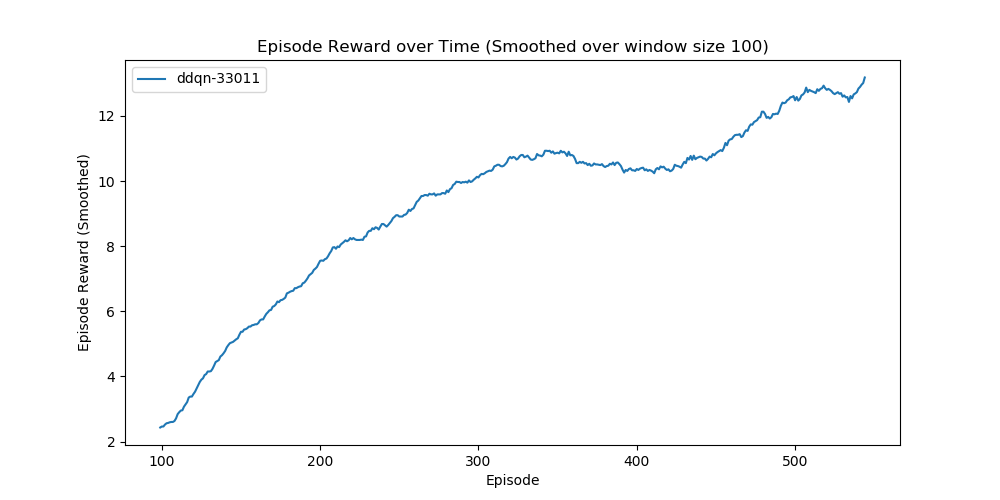 Episode Reward over Time (Smoothed over window size 100)
ddqn-33011
Episode Reward (Smoothed)
12
10
8
6
4
2
100 200 300 400 500
Episode